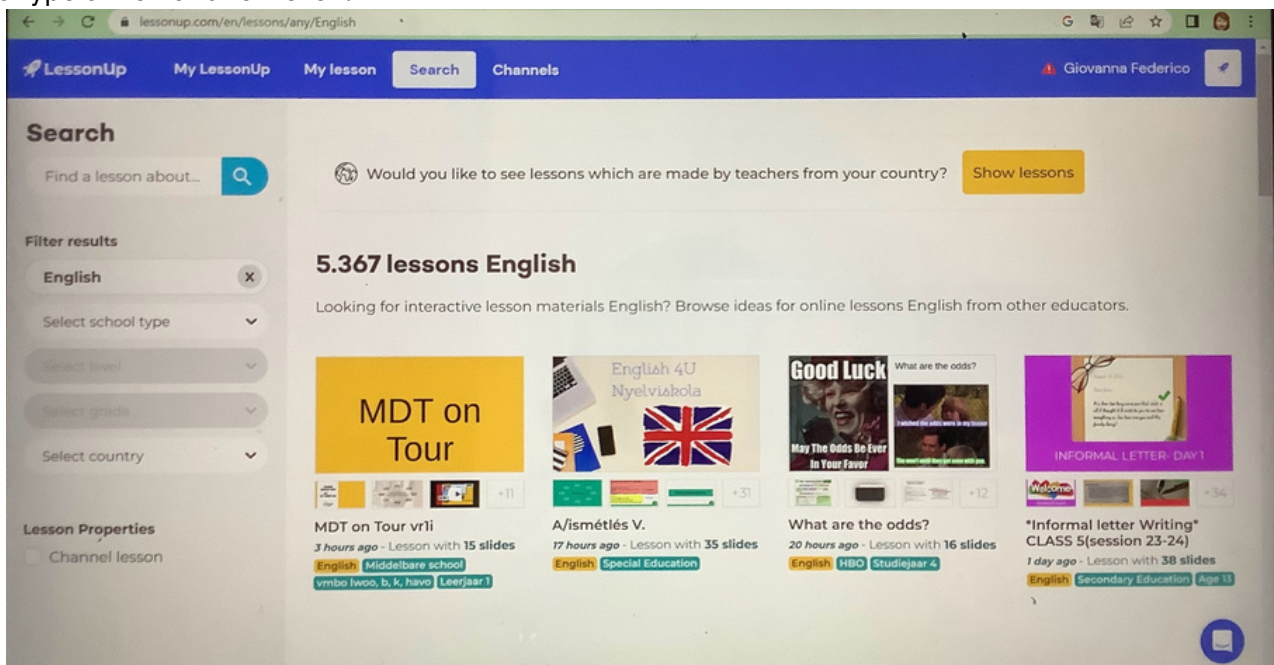 lessonup.com/en/lessons/any/English
LessonUp
My LessonUp
My lesson
Search
Channels
Giovanna Federico
Search
Find a lesson about...
Would you like to see lessons which are made by teachers from your country?
Show lessons
Filter results
English
Select school type
Select level
Select grade
Select country
Lesson Properties
Channel lesson
5.367 lessons English
Looking for interactive lesson materials English? Browse ideas for online lessons English from other educators.
MDT on
Tour
+11
MDT on Tour vr1i
3 hours ago - Lesson with 15 slides
English Middelbare school
vmbo lwoo, b, k, havo Leerjaar 1
English 4U
Nyelviskola
+31
A/ismétlés V.
17 hours ago - Lesson with 35 slides
English Special Education
Good Luck
May The Odds Be Ever
In Your Favor
What are the odds?
+12
What are the odds?
20 hours ago - Lesson with 16 slides
English HBO Studiejaar 4
INFORMAL LETTER- DAY 1
Welcome
+34
*Informal letter Writing*
CLASS 5(session 23-24)
1 day ago - Lesson with 38 slides
English Secondary Education Age 13